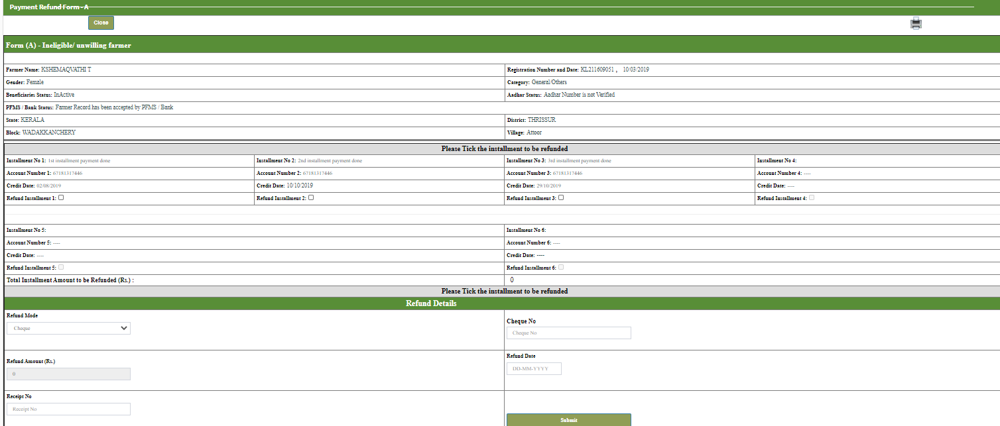 Payment Refund Form - A
Close
Form (A) - Ineligible/ unwilling farmer
Farmer Name: KSHEMAQVATHI T
Registration Number and Date: KL211609051 , 10/03/2019
Gender: Female
Category: General/Others
Beneficiaries Status: InActive
Aadhar Status: Aadhar Number is not Verified
PFMS / Bank Status: Farmer Record has been accepted by PFMS / Bank
State: KERALA
District: THRISSUR
Block: WADAKKANCHERY
Village: Attoor
Please Tick the installment to be refunded
Installment No 1: 1st installment payment done
Installment No 2: 2nd installment payment done
Installment No 3: 3rd installment payment done
Installment No 4:
Account Number 1: 67181317446
Account Number 2: 67181317446
Account Number 3: 67181317446
Account Number 4: ----
Credit Date: 02/08/2019
Credit Date: 10/10/2019
Credit Date: 29/10/2019
Credit Date: ----
Refund Installment 1:
Refund Installment 2:
Refund Installment 3:
Refund Installment 4:
Installment No 5:
Installment No 6:
Account Number 5: ----
Account Number 6: ----
Credit Date: ----
Credit Date: ----
Refund Installment 5:
Refund Installment 6:
Total Installment Amount to be Refunded (Rs.) :
0
Please Tick the installment to be refunded
Refund Details
Refund Mode
Cheque
Cheque No
Cheque No
Refund Amount (Rs.)
0
Refund Date
DD-MM-YYYY
Receipt No
Receipt No
Submit